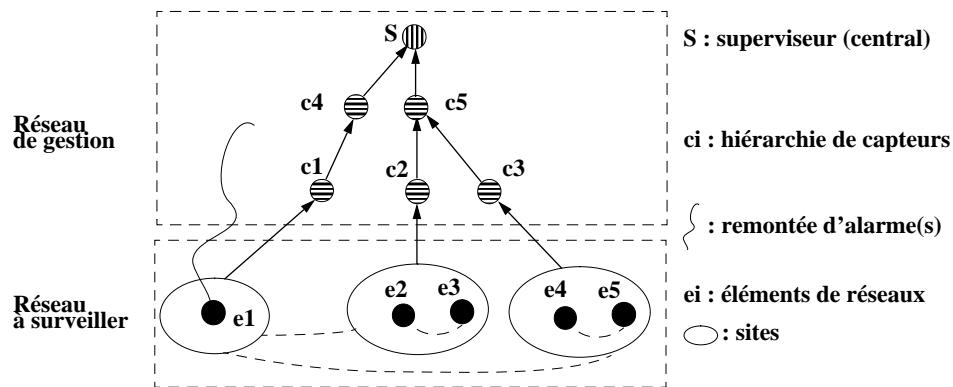 S
S : superviseur (central)
c4
c5
Réseau
de gestion
ci : hiérarchie de capteurs
c1
c2
c3
: remontée d'alarme(s)
Réseau
à surveiller
e1
e2
e3
e4
e5
ei : éléments de réseaux
: sites